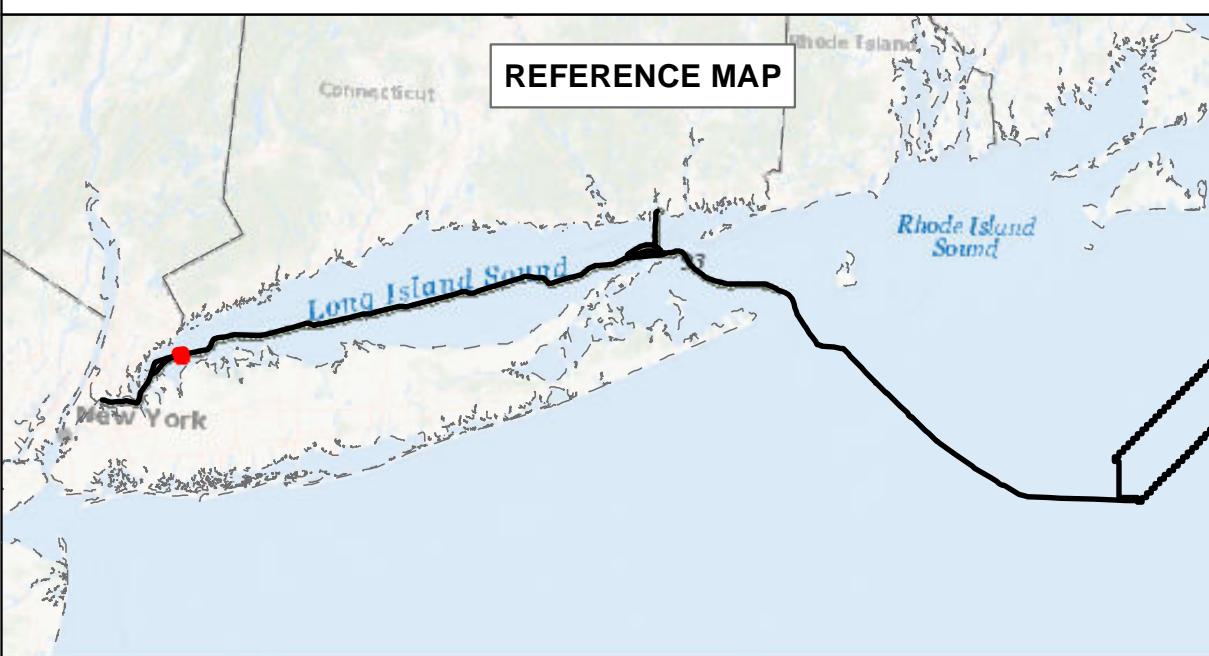 Rhode Island
REFERENCE MAP
Connecticut
Rhode Island
Sound
Long Island Sound
New York